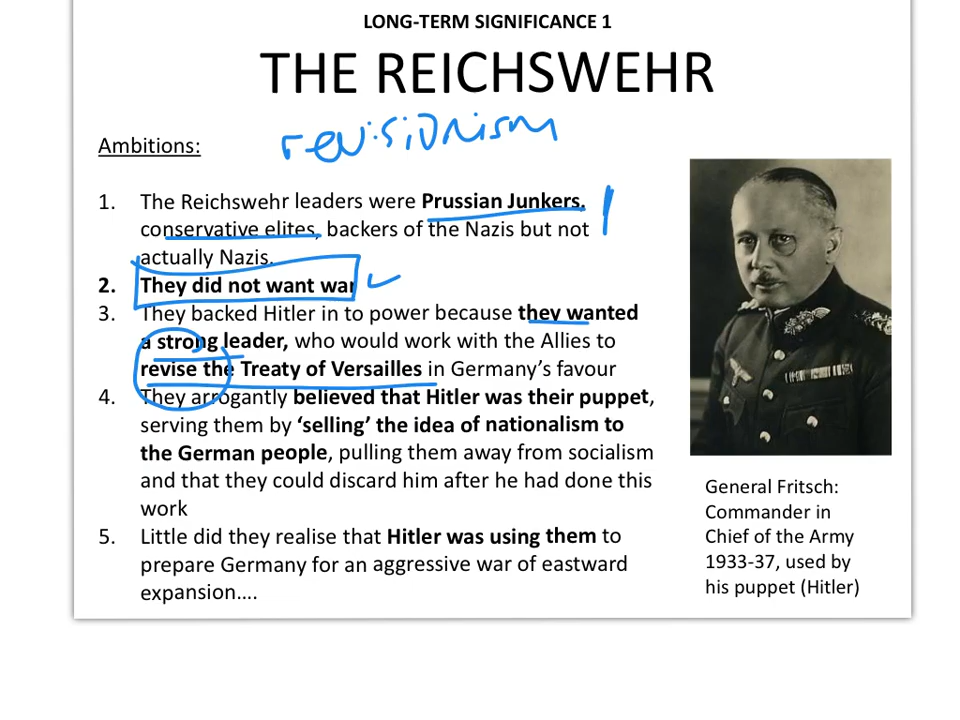 LONG-TERM SIGNIFICANCE 1
THE REICHSWEHR
revisionism
Ambitions:
1. The Reichswehr leaders were Prussian Junkers,
conservative elites, backers of the Nazis but not
actually Nazis.
2. They did not want war
3. They backed Hitler in to power because they wanted
a strong leader, who would work with the Allies to
revise the Treaty of Versailles in Germany's favour
4. They arrogantly believed that Hitler was their puppet,
serving them by 'selling' the idea of nationalism to
the German people, pulling them away from socialism
and that they could discard him after he had done this
work
5. Little did they realise that Hitler was using them to
prepare Germany for an aggressive war of eastward
expansion....
General Fritsch:
Commander in
Chief of the Army
1933-37, used by
his puppet (Hitler)